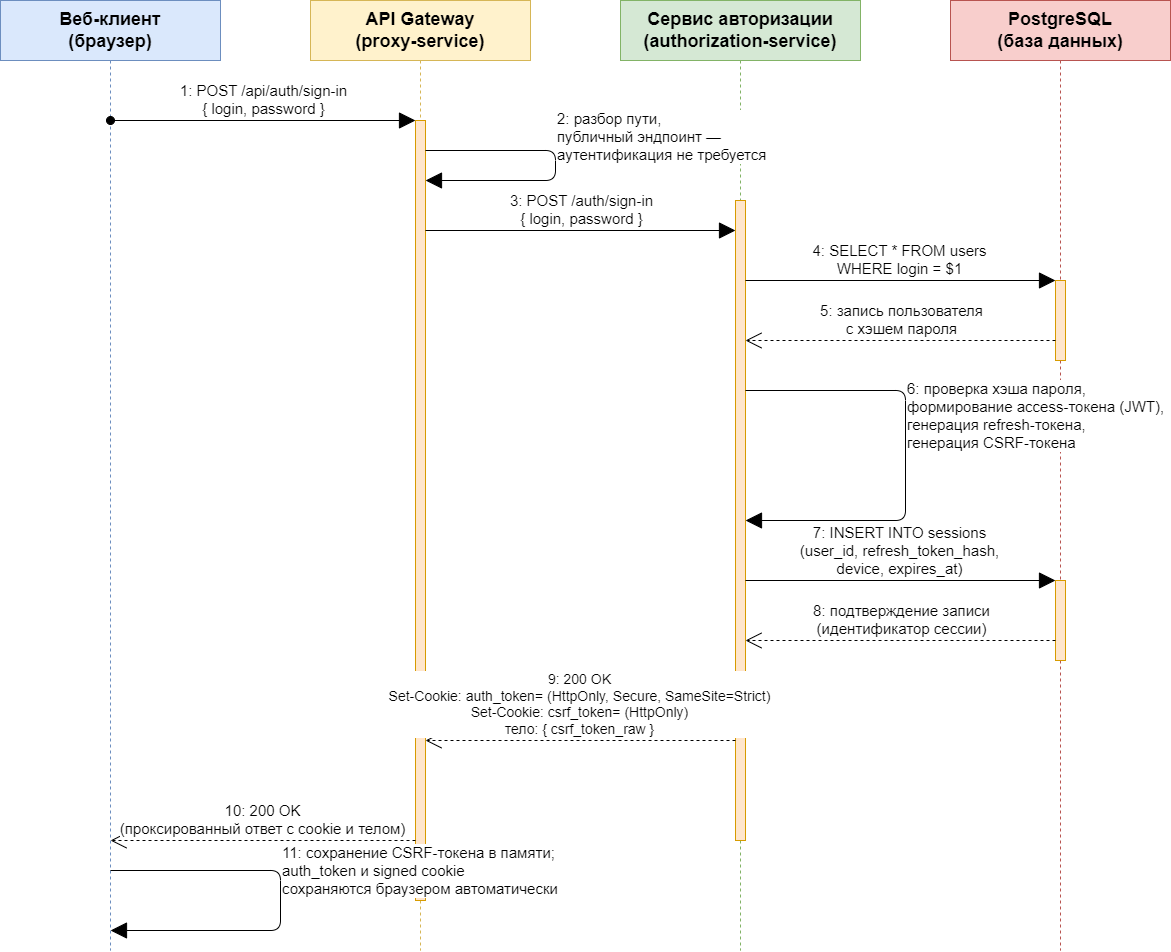 Веб-клиент
(браузер)
API Gateway
(proxy-service)
Сервис авторизации
(authorization-service)
PostgreSQL
(база данных)
1: POST /api/auth/sign-in
{ login, password }
2: разбор пути,
публичный эндпоинт —
аутентификация не требуется
3: POST /auth/sign-in
{ login, password }
4: SELECT * FROM users
WHERE login = $1
5: запись пользователя
с хэшем пароля
6: проверка хэша пароля,
формирование access-токена (JWT),
генерация refresh-токена,
генерация CSRF-токена
7: INSERT INTO sessions
(user_id, refresh_token_hash,
device, expires_at)
8: подтверждение записи
(идентификатор сессии)
9: 200 OK
Set-Cookie: auth_token= (HttpOnly, Secure, SameSite=Strict)
Set-Cookie: csrf_token= (HttpOnly)
тело: { csrf_token_raw }
10: 200 OK
(проксированный ответ с cookie и телом)
11: сохранение CSRF-токена в памяти;
auth_token и signed cookie
сохраняются браузером автоматически